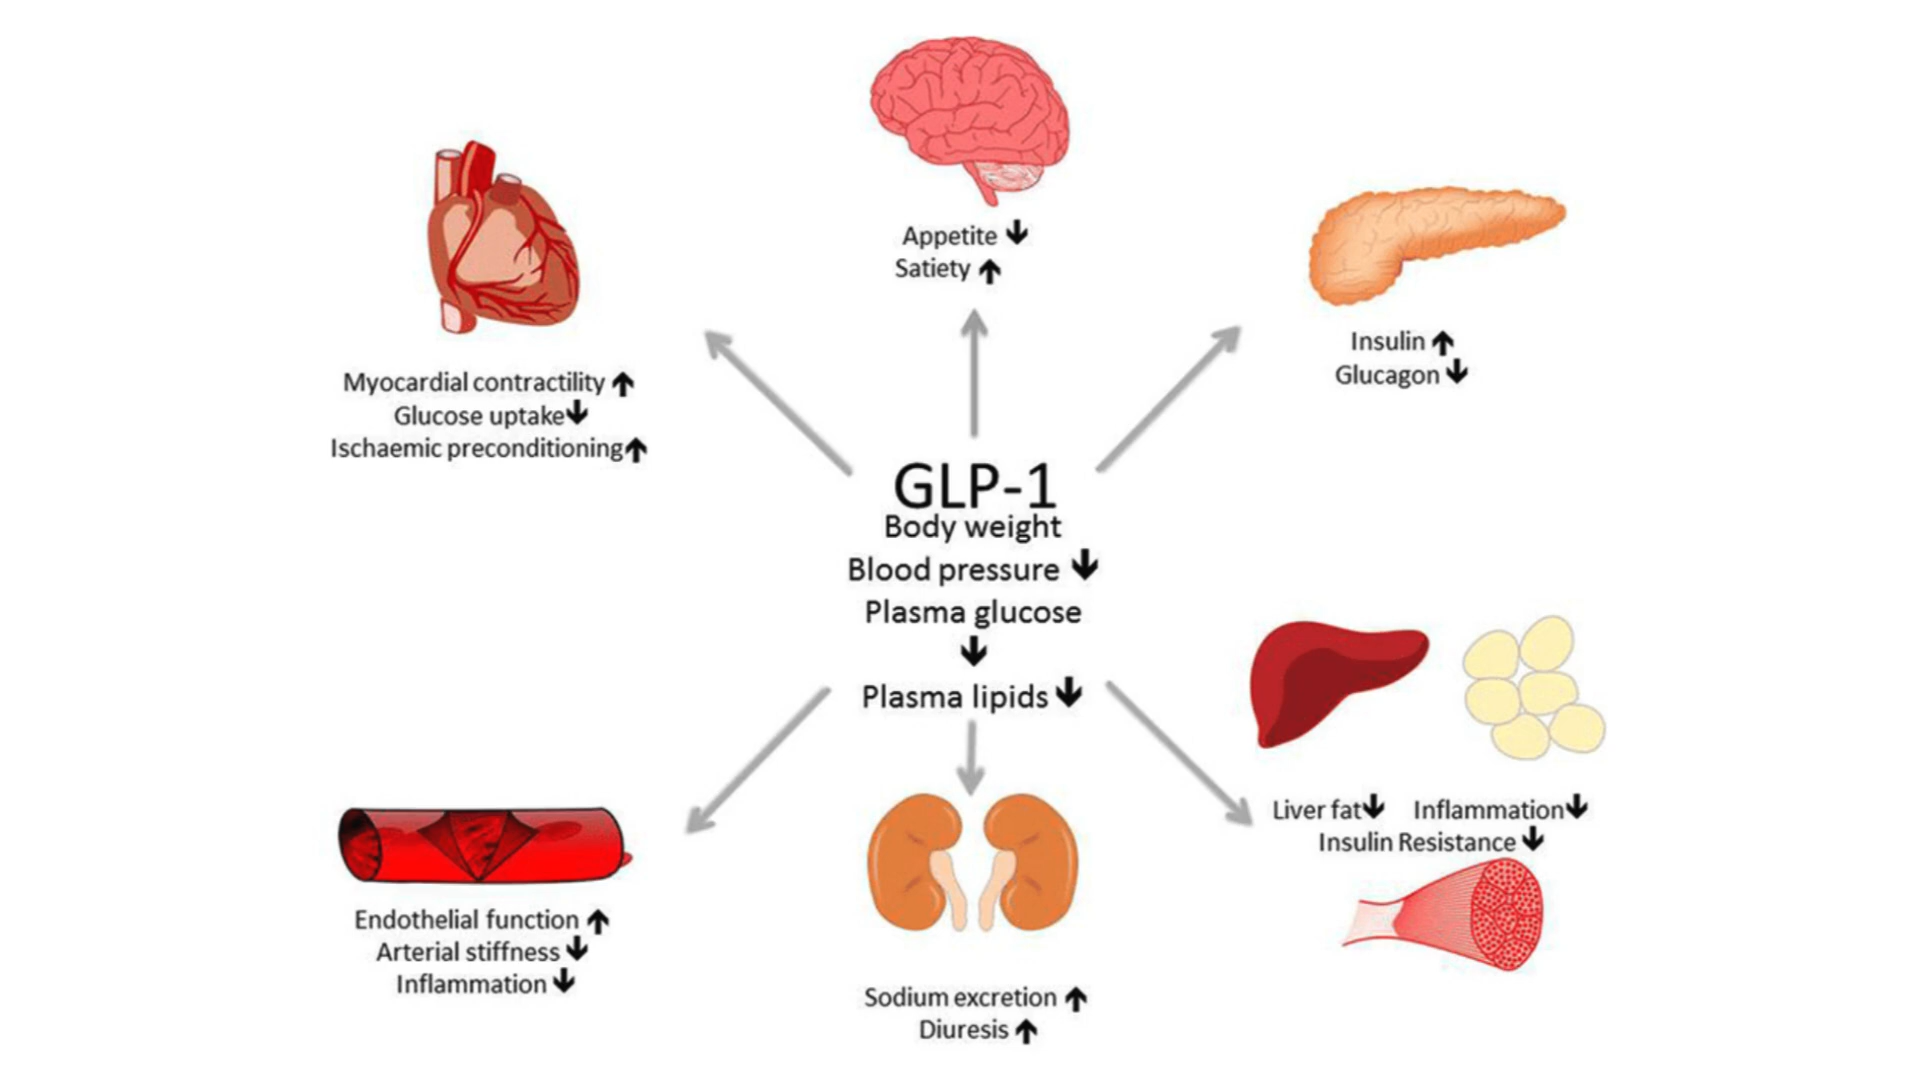 Appetite ↓
Satiety ↑
Myocardial contractility ↑
Glucose uptake↓
Ischaemic preconditioning↑
Insulin ↑
Glucagon ↓
GLP-1
Body weight
Blood pressure ↓
Plasma glucose
↓
Plasma lipids ↓
Liver fat↓ Inflammation↓
Insulin Resistance ↓
Endothelial function ↑
Arterial stiffness ↓
Inflammation ↓
Sodium excretion ↑
Diuresis ↑